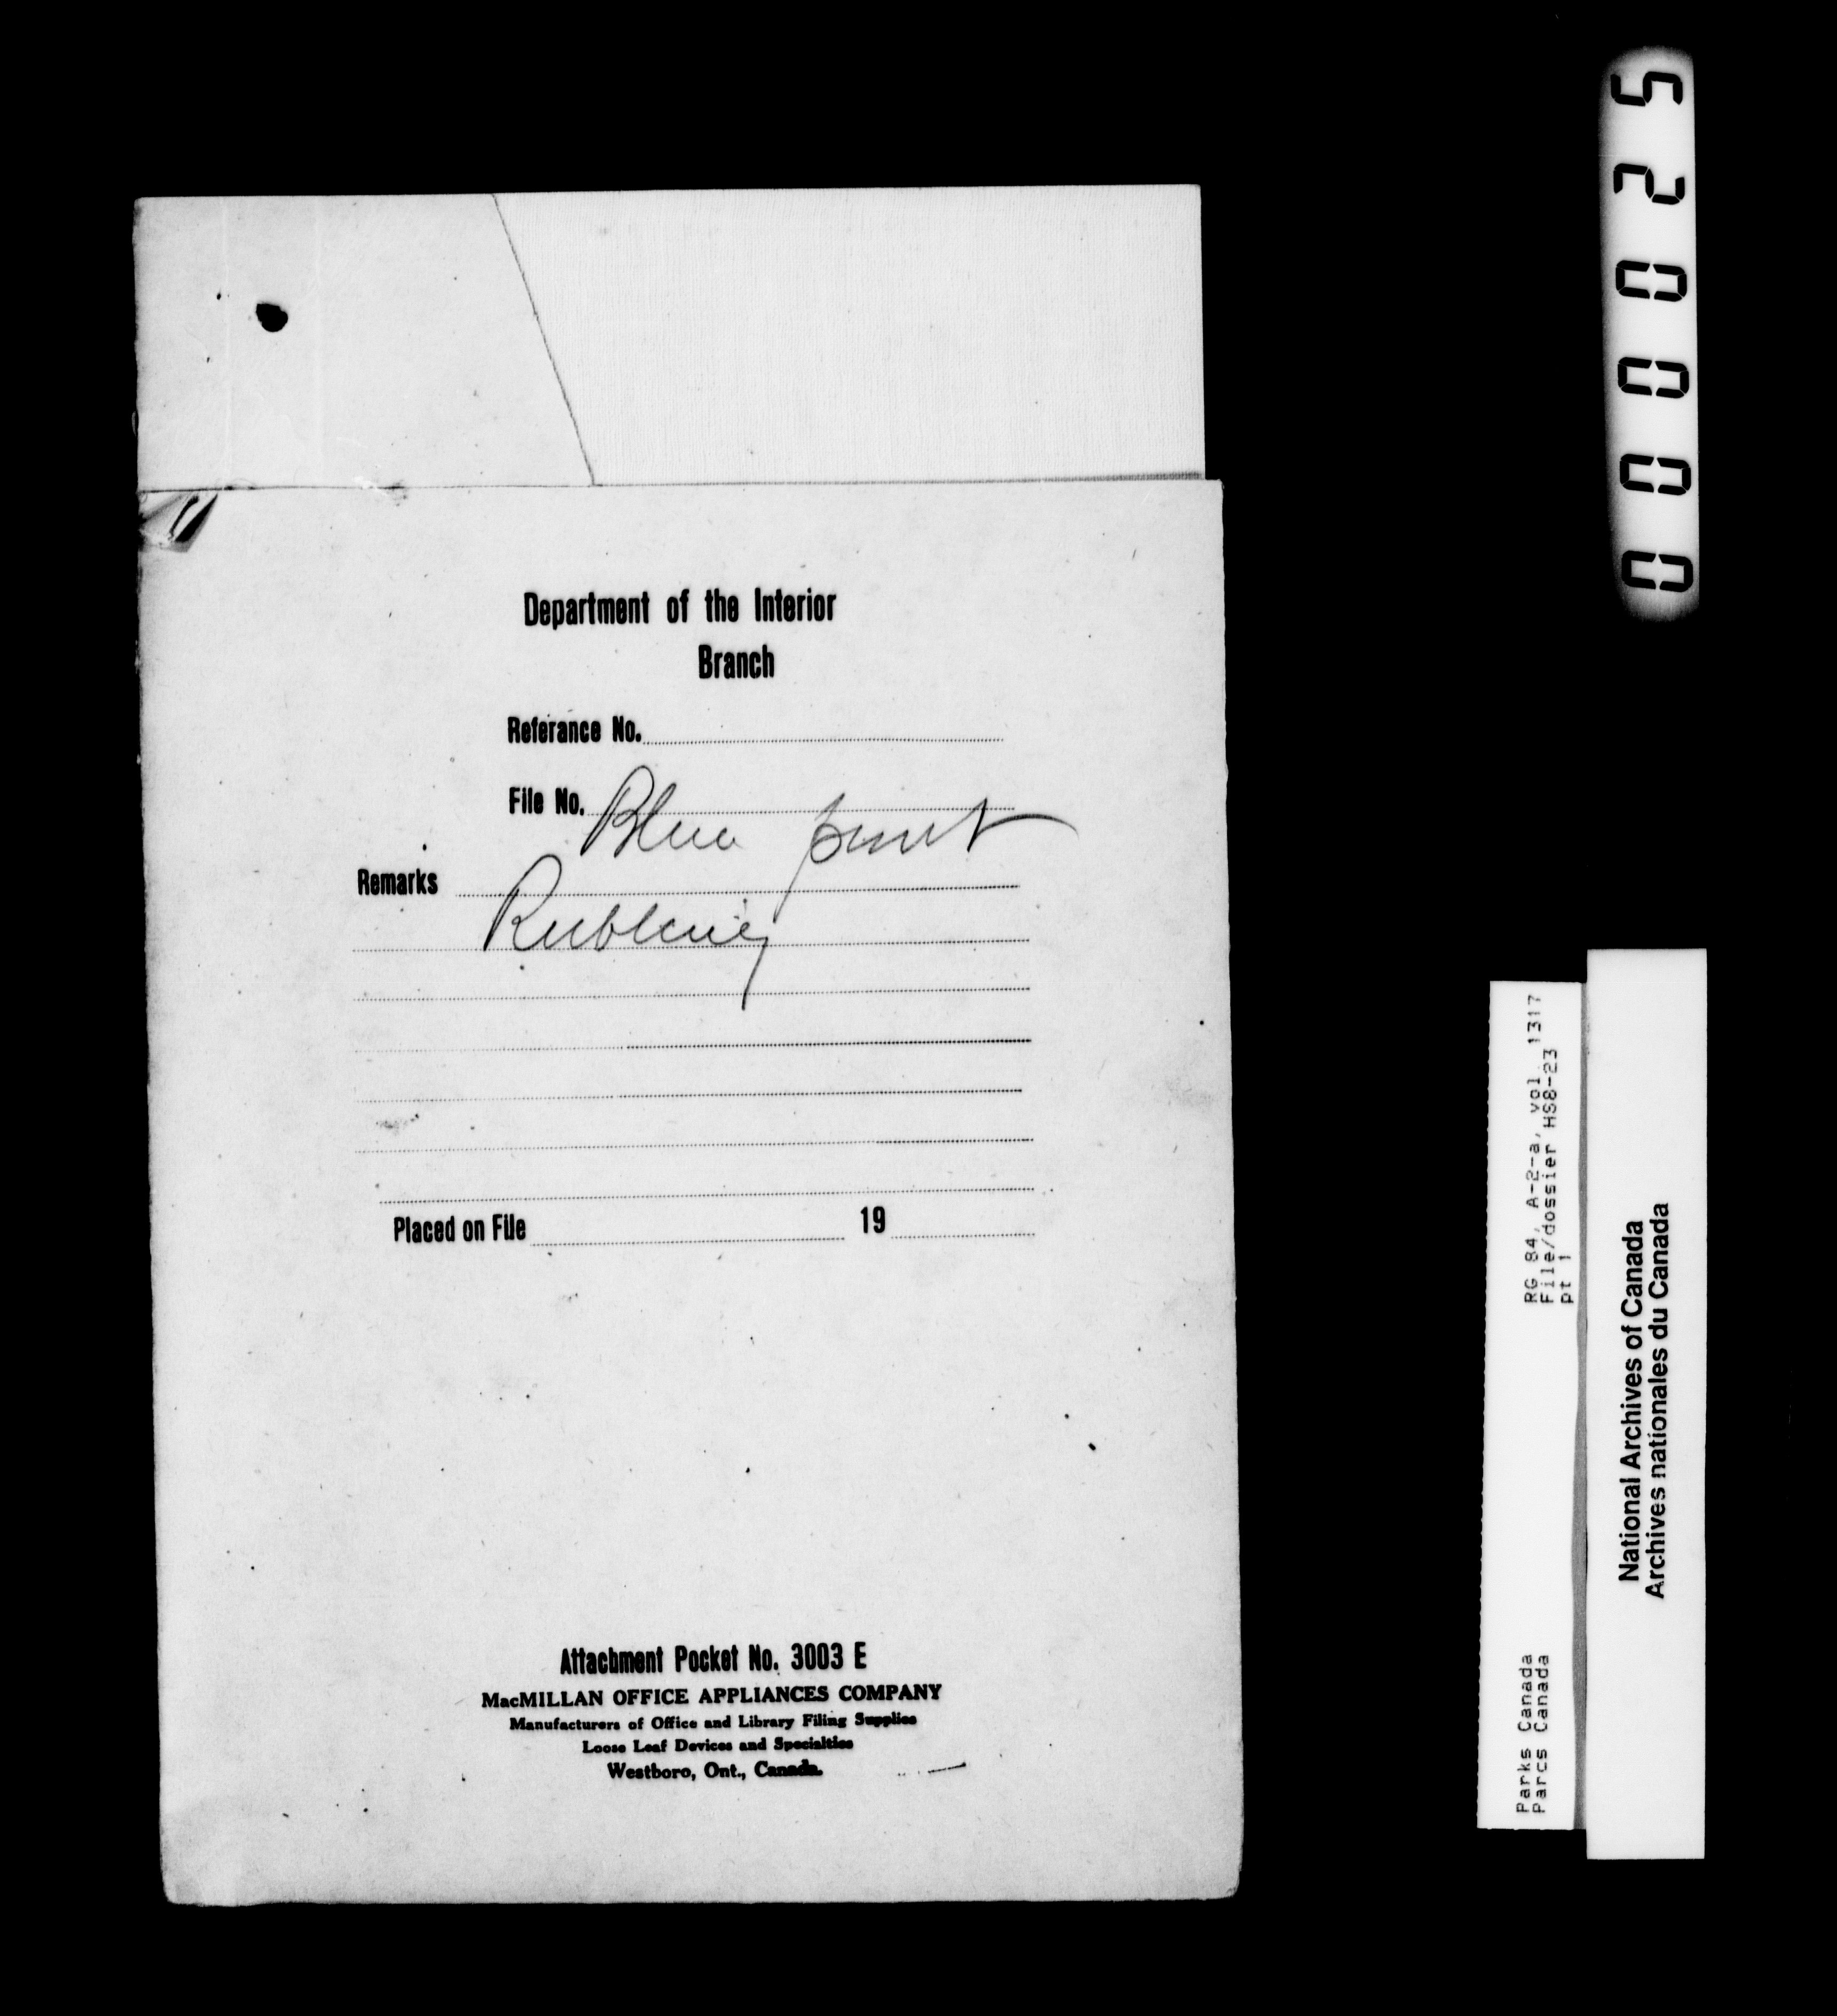 Department of the Interior
Branch
Referance No.
File No. Blue print
Remarks
Placed on File 19
Attachment Pocket No. 3003 E
MacMILLAN OFFICE APPLIANCES COMPANY
Manufacturers of Office and Library Filing Supplies
Loose Leaf Devices and Specialties
Westboro, Ont., Canada.
000025
RG 84, A-2-a, vol. 1317
File/dossier HS8-23
pt 1
Parks Canada
Parcs Canada
National Archives of Canada
Archives nationales du Canada